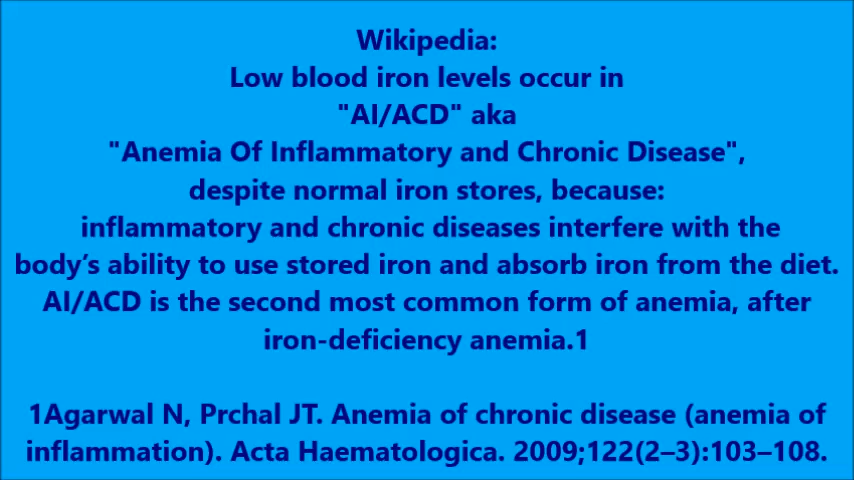 Wikipedia:
Low blood iron levels occur in
"AI/ACD" aka
"Anemia Of Inflammatory and Chronic Disease",
despite normal iron stores, because:
inflammatory and chronic diseases interfere with the
body’s ability to use stored iron and absorb iron from the diet.
AI/ACD is the second most common form of anemia, after
iron-deficiency anemia.1
1Agarwal N, Prchal JT. Anemia of chronic disease (anemia of
inflammation). Acta Haematologica. 2009;122(2–3):103–108.